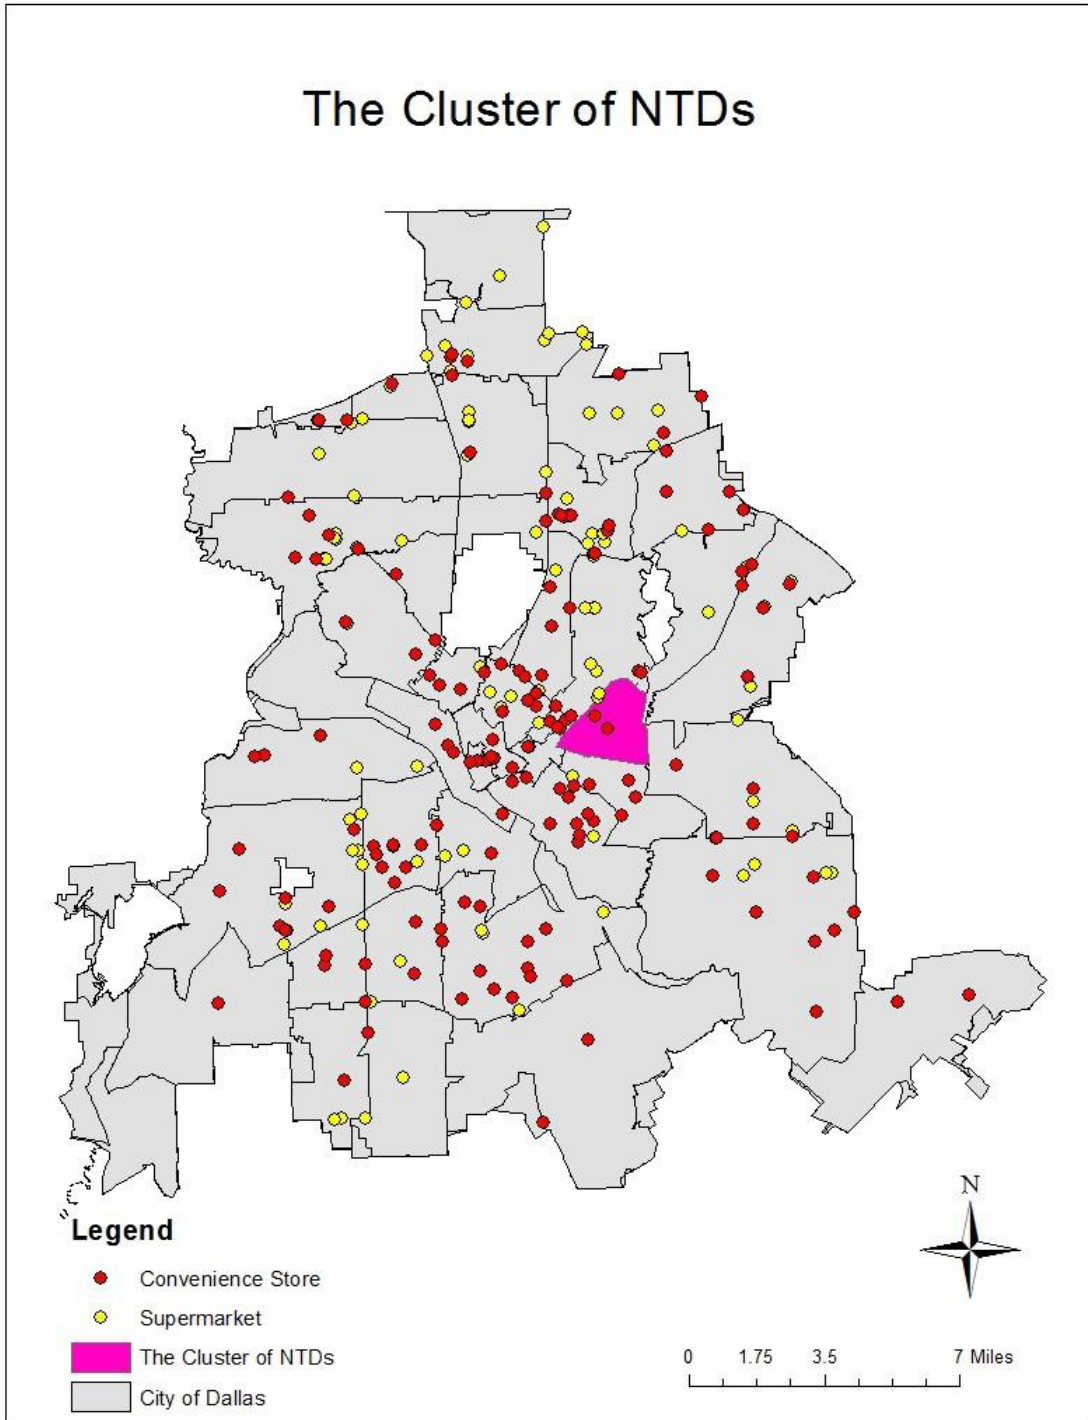 The Cluster of NTDs
Legend
Convenience Store
Supermarket
The Cluster of NTDs
City of Dallas
N
0 1.75 3.5 7 Miles